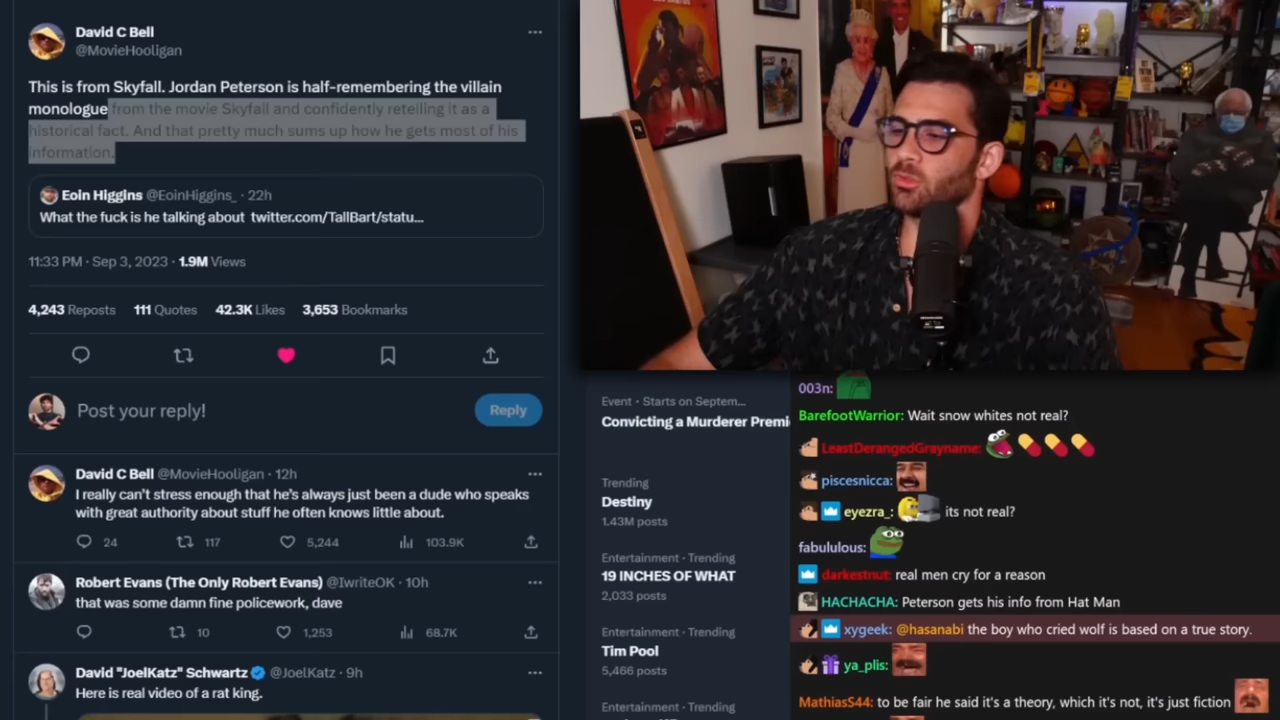 David C Bell
@MovieHooligan
This is from Skyfall. Jordan Peterson is half-remembering the villain
monologue from the movie Skyfall and confidently retelling it as a
historical fact. And that pretty much sums up how he gets most of his
information.
Eoin Higgins @EoinHiggins_ · 22h
What the fuck is he talking about twitter.com/TallBart/statu...
11:33 PM · Sep 3, 2023 · 1.9M Views
4,243 Reposts 111 Quotes 42.3K Likes 3,653 Bookmarks
Post your reply!
Reply
David C Bell @MovieHooligan · 12h
I really can't stress enough that he's always just been a dude who speaks
with great authority about stuff he often knows little about.
24 117 5,244 103.9K
Robert Evans (The Only Robert Evans) @IwriteOK · 10h
that was some damn fine policework, dave
10 1,253 68.7K
David "JoelKatz" Schwartz @JoelKatz · 9h
Here is real video of a rat king.
Event · Starts on Septem...
Convicting a Murderer Premi
Trending
Destiny
1.43M posts
Entertainment · Trending
19 INCHES OF WHAT
2,033 posts
Entertainment · Trending
Tim Pool
5,466 posts
Entertainment · Trending
003n:
BarefootWarrior: Wait snow whites not real?
LeastDerangedGrayname:
piscesnicca:
eyezra_: its not real?
fabululous:
darkestnut: real men cry for a reason
HACHACHA: Peterson gets his info from Hat Man
xygeek: @hasanabi the boy who cried wolf is based on a true story.
ya_plis:
MathiasS44: to be fair he said it's a theory, which it's not, it's just fiction